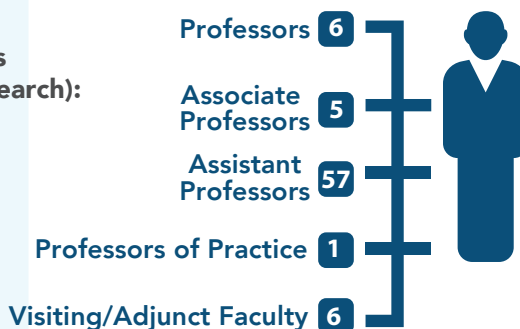 Professors 6
s
earch):
Associate
Professors 5
Assistant
Professors 57
Professors of Practice 1
Visiting/Adjunct Faculty 6